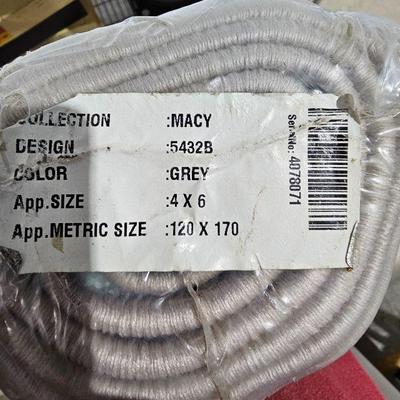 COLLECTION :MACY
DESIGN :5432B
COLOR :GREY
App.SIZE :4 X 6
App.METRIC SIZE :120 X 170
Ser.No: 4078071